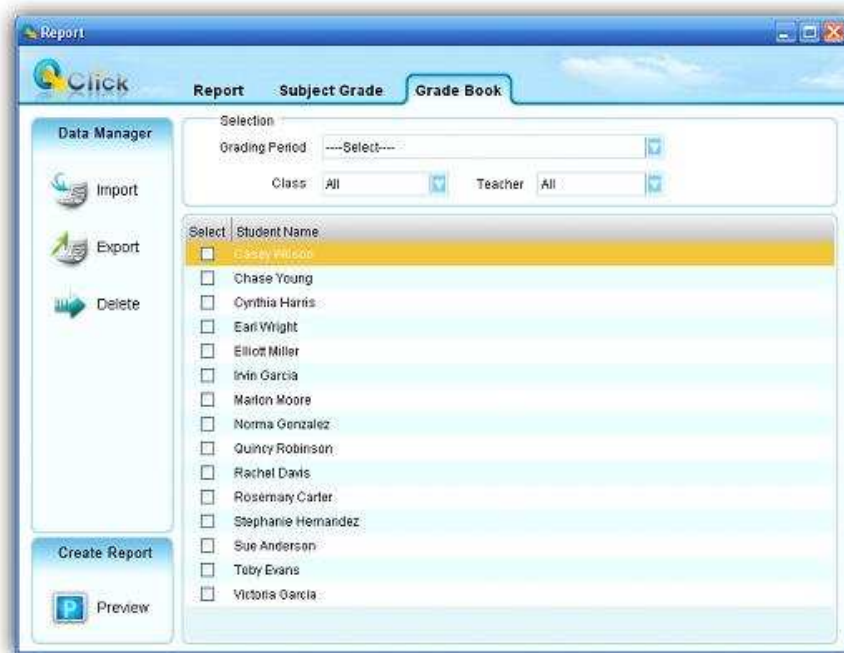 Report
QClick
Report Subject Grade Grade Book
Data Manager
Import
Export
Delete
Selection
Grading Period ----Select----
Class All Teacher All
Select Student Name
Casey Wilson
Chase Young
Cynthia Harris
Earl Wright
Elliott Miller
Irvin Garcia
Marlon Moore
Norma Gonzalez
Quincy Robinson
Rachel Davis
Rosemary Carter
Stephanie Hernandez
Sue Anderson
Toby Evans
Victoria Garcia
Create Report
P Preview